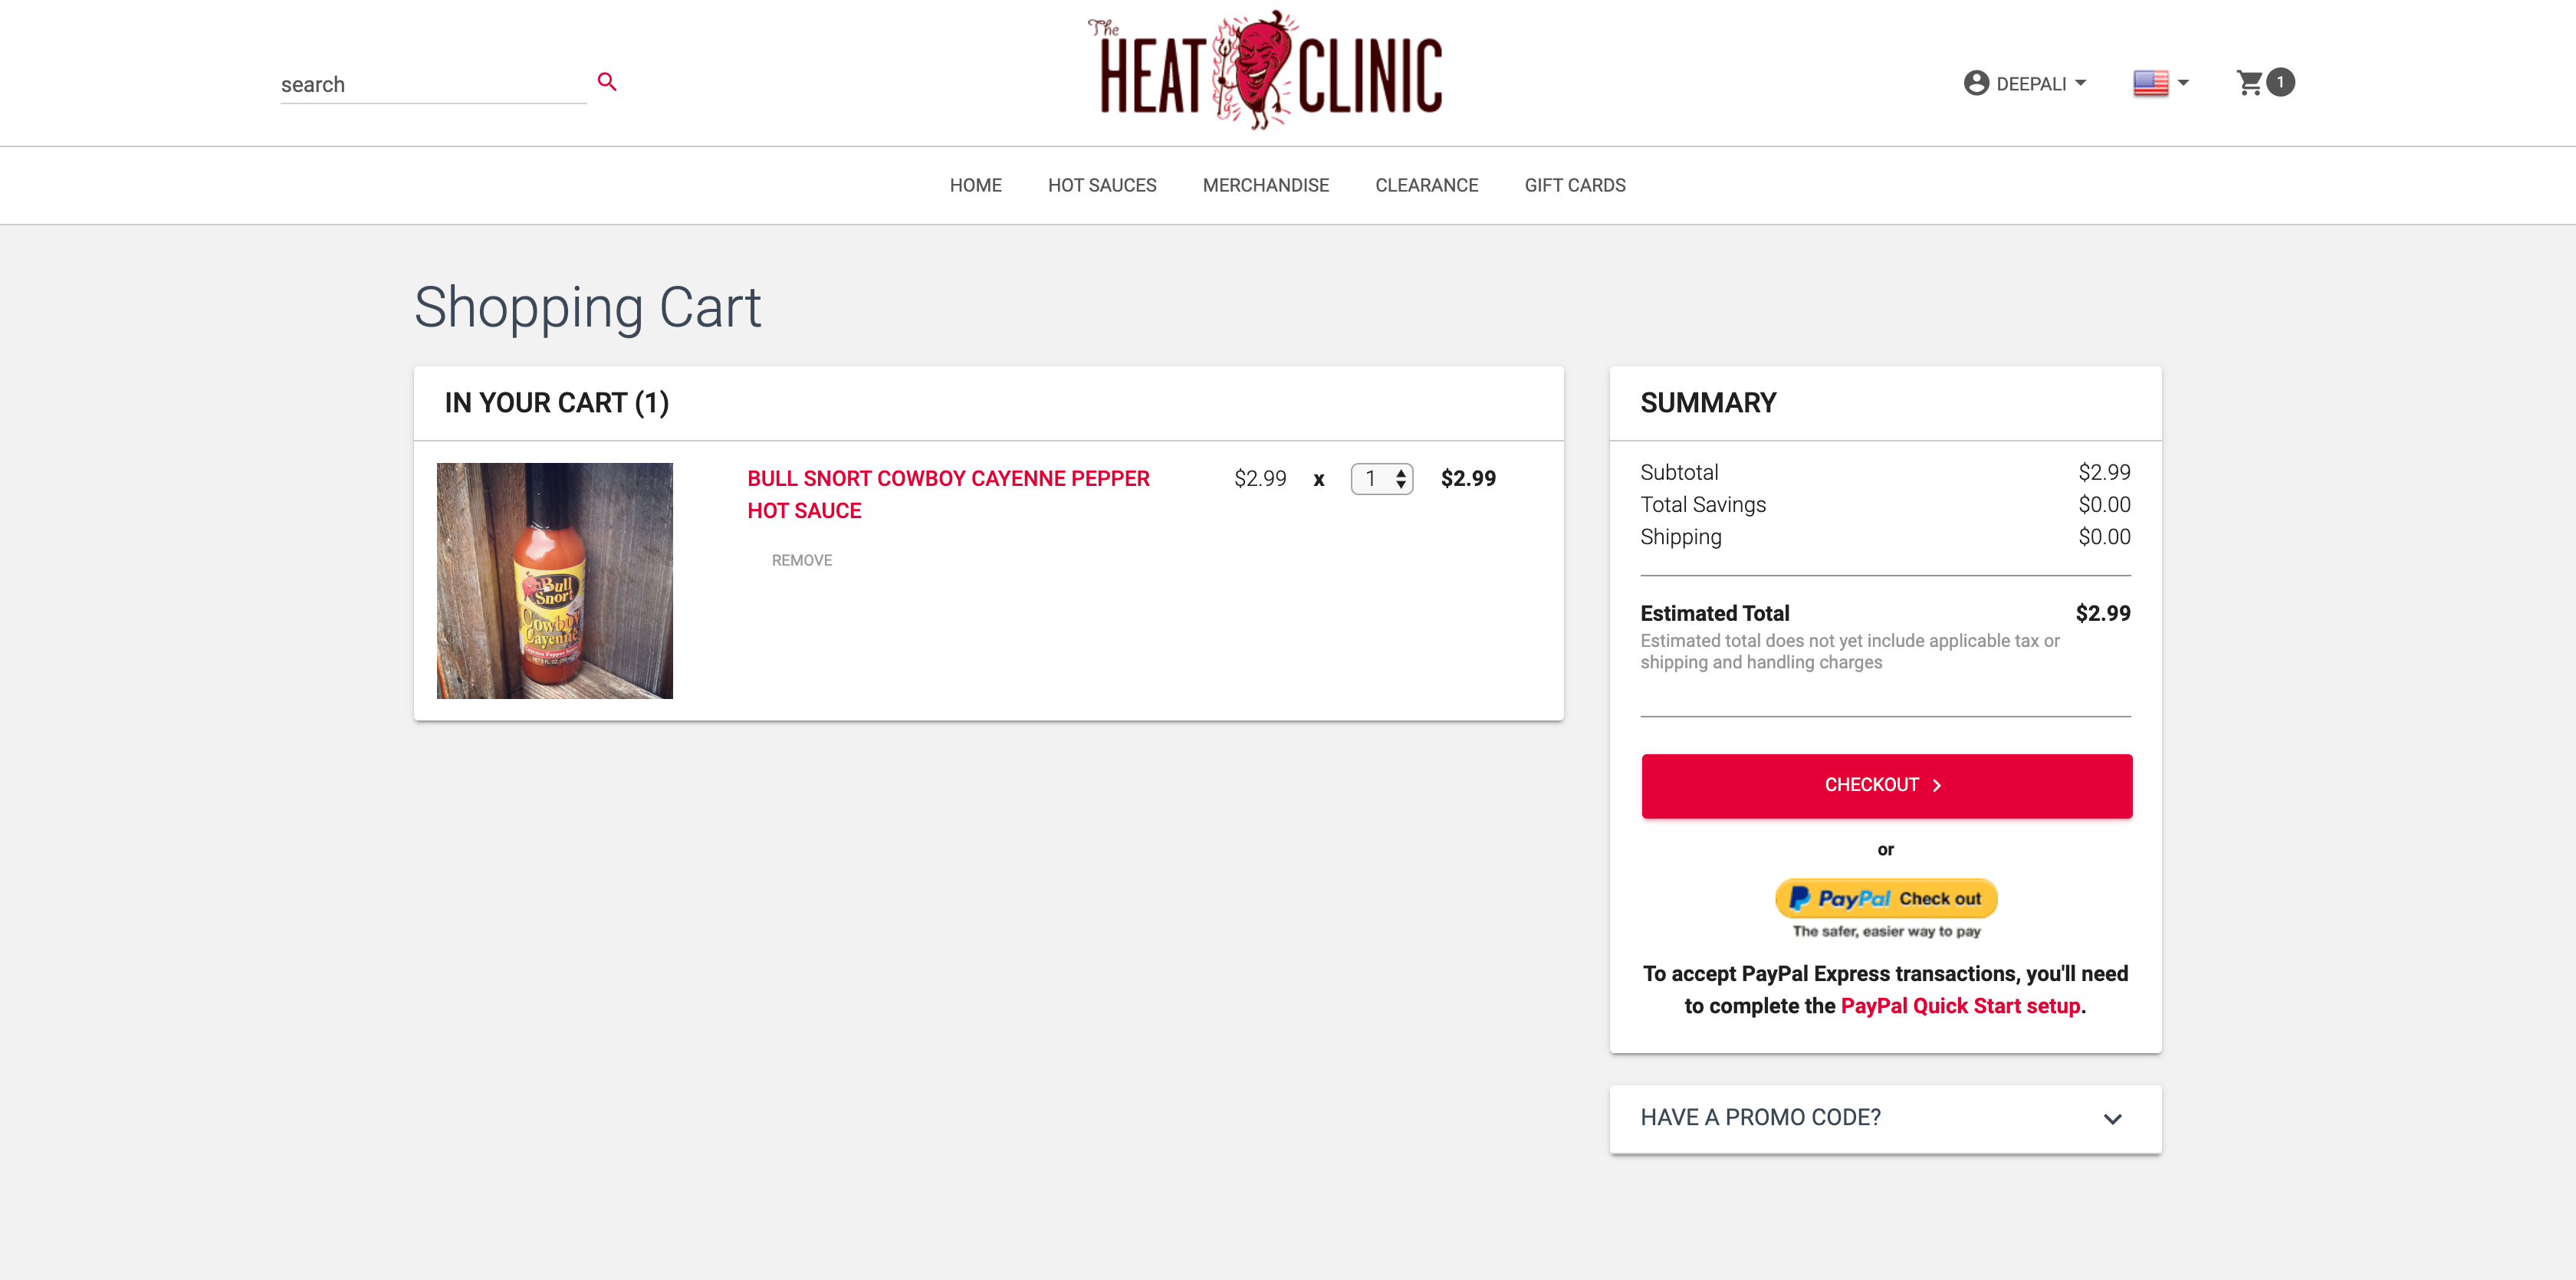 The
HEAT CLINIC
search
DEEPALI
1
HOME HOT SAUCES MERCHANDISE CLEARANCE GIFT CARDS
Shopping Cart
IN YOUR CART (1)
BULL SNORT COWBOY CAYENNE PEPPER
HOT SAUCE
$2.99 x 1 $2.99
REMOVE
Bull
Snort
Cowboy
Cayenne
Cayenne Pepper
SUMMARY
Subtotal $2.99
Total Savings $0.00
Shipping $0.00
Estimated Total $2.99
Estimated total does not yet include applicable tax or
shipping and handling charges
CHECKOUT
or
PayPal Check out
The safer, easier way to pay
To accept PayPal Express transactions, you'll need
to complete the PayPal Quick Start setup.
HAVE A PROMO CODE?